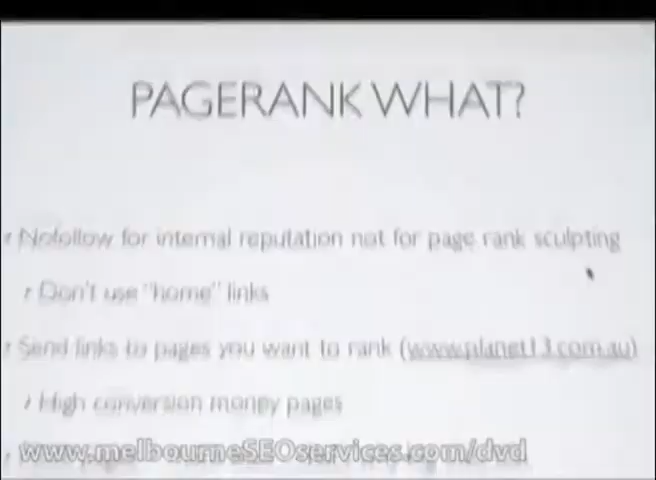 PAGERANK WHAT?
Nofollow for internal reputation not for page rank sculpting
Don't use "home" links
Send links to pages you want to rank (www.planet13.com.au)
High conversion money pages
www.melbourneSEOservices.com/dvd